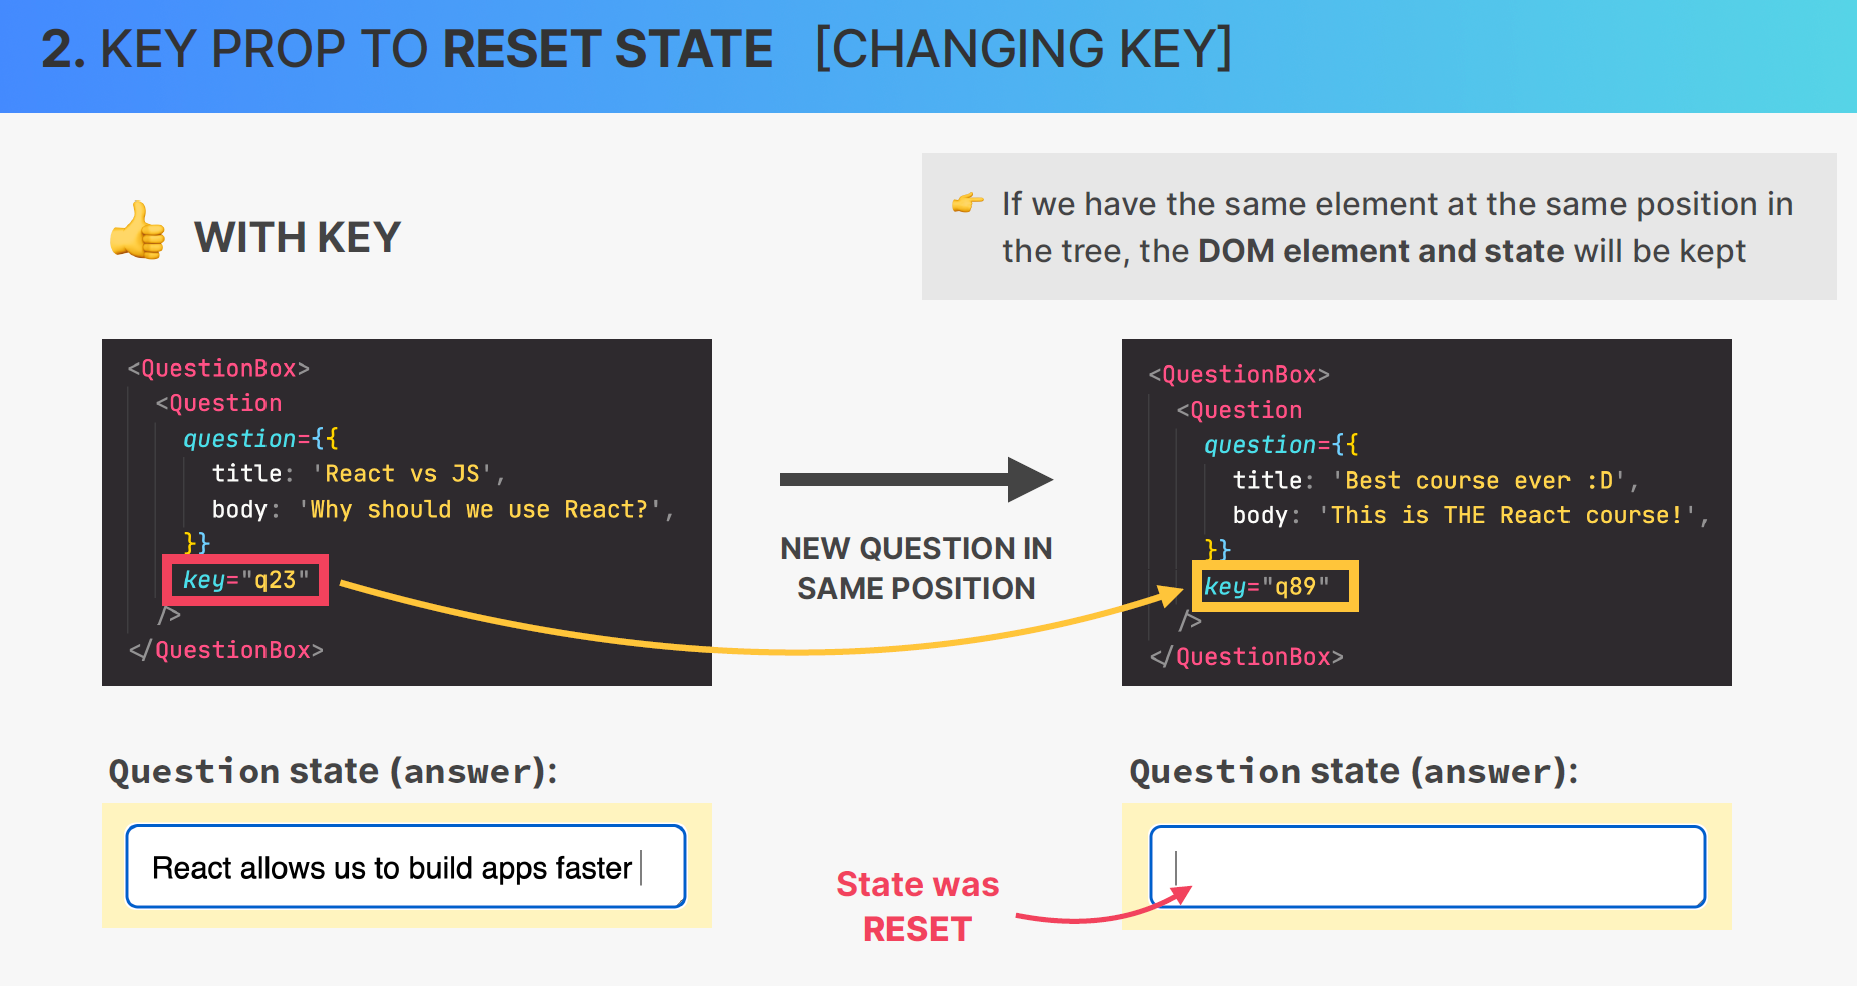 2. KEY PROP TO RESET STATE [CHANGING KEY]
WITH KEY
If we have the same element at the same position in
the tree, the DOM element and state will be kept
<QuestionBox>
<Question
question={{
title: 'React vs JS',
body: 'Why should we use React?',
}}
key="q23"
/>
</QuestionBox>
NEW QUESTION IN
SAME POSITION
<QuestionBox>
<Question
question={{
title: 'Best course ever :D',
body: 'This is THE React course!',
}}
key="q89"
/>
</QuestionBox>
Question state (answer):
React allows us to build apps faster
State was
RESET
Question state (answer):